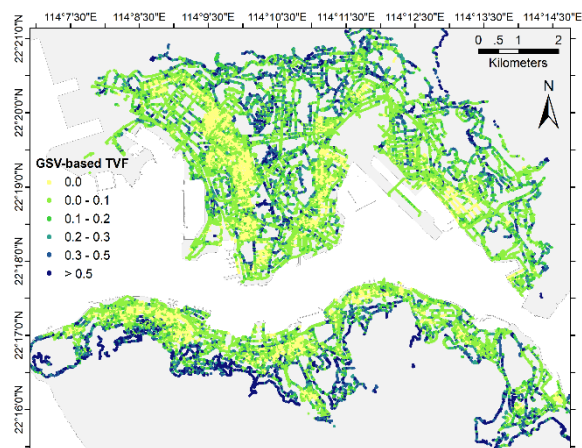 114°7'0"E 114°8'30"E 114°9'30"E 114°10'30"E 114°11'30"E 114°12'30"E 114°13'30"E 114°14'30"E
22°21'0"N
0 .5 1 2
Kilometers
N
22°20'0"N
GSV-based TVF
0.0
0.0 - 0.1
0.1 - 0.2
0.2 - 0.3
0.3 - 0.5
> 0.5
22°19'0"N
22°18'0"N
22°17'0"N
22°16'0"N